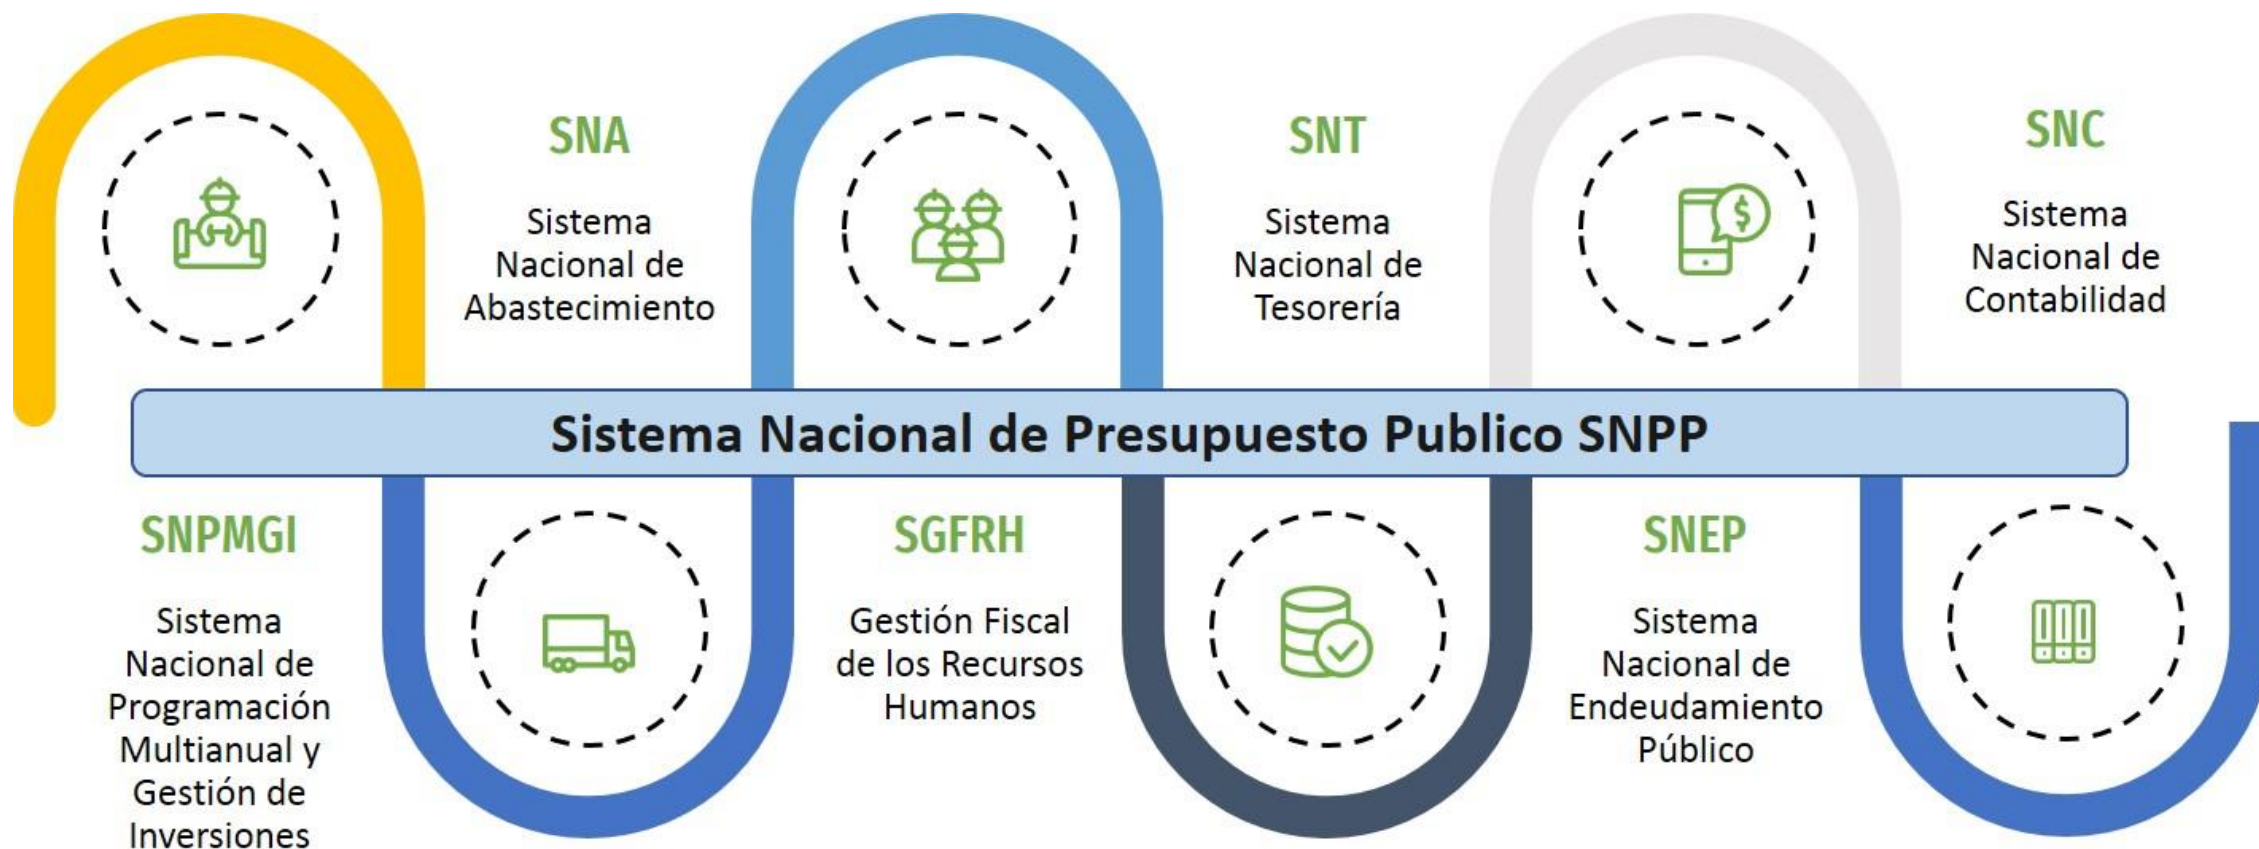 SNA
Sistema
Nacional de
Abastecimiento
SNT
Sistema
Nacional de
Tesorería
SNC
Sistema
Nacional de
Contabilidad
Sistema Nacional de Presupuesto Publico SNPP
SNPMGI
Sistema
Nacional de
Programación
Multianual y
Gestión de
Inversiones
SGFRH
Gestión Fiscal
de los Recursos
Humanos
SNEP
Sistema
Nacional de
Endeudamiento
Público
$